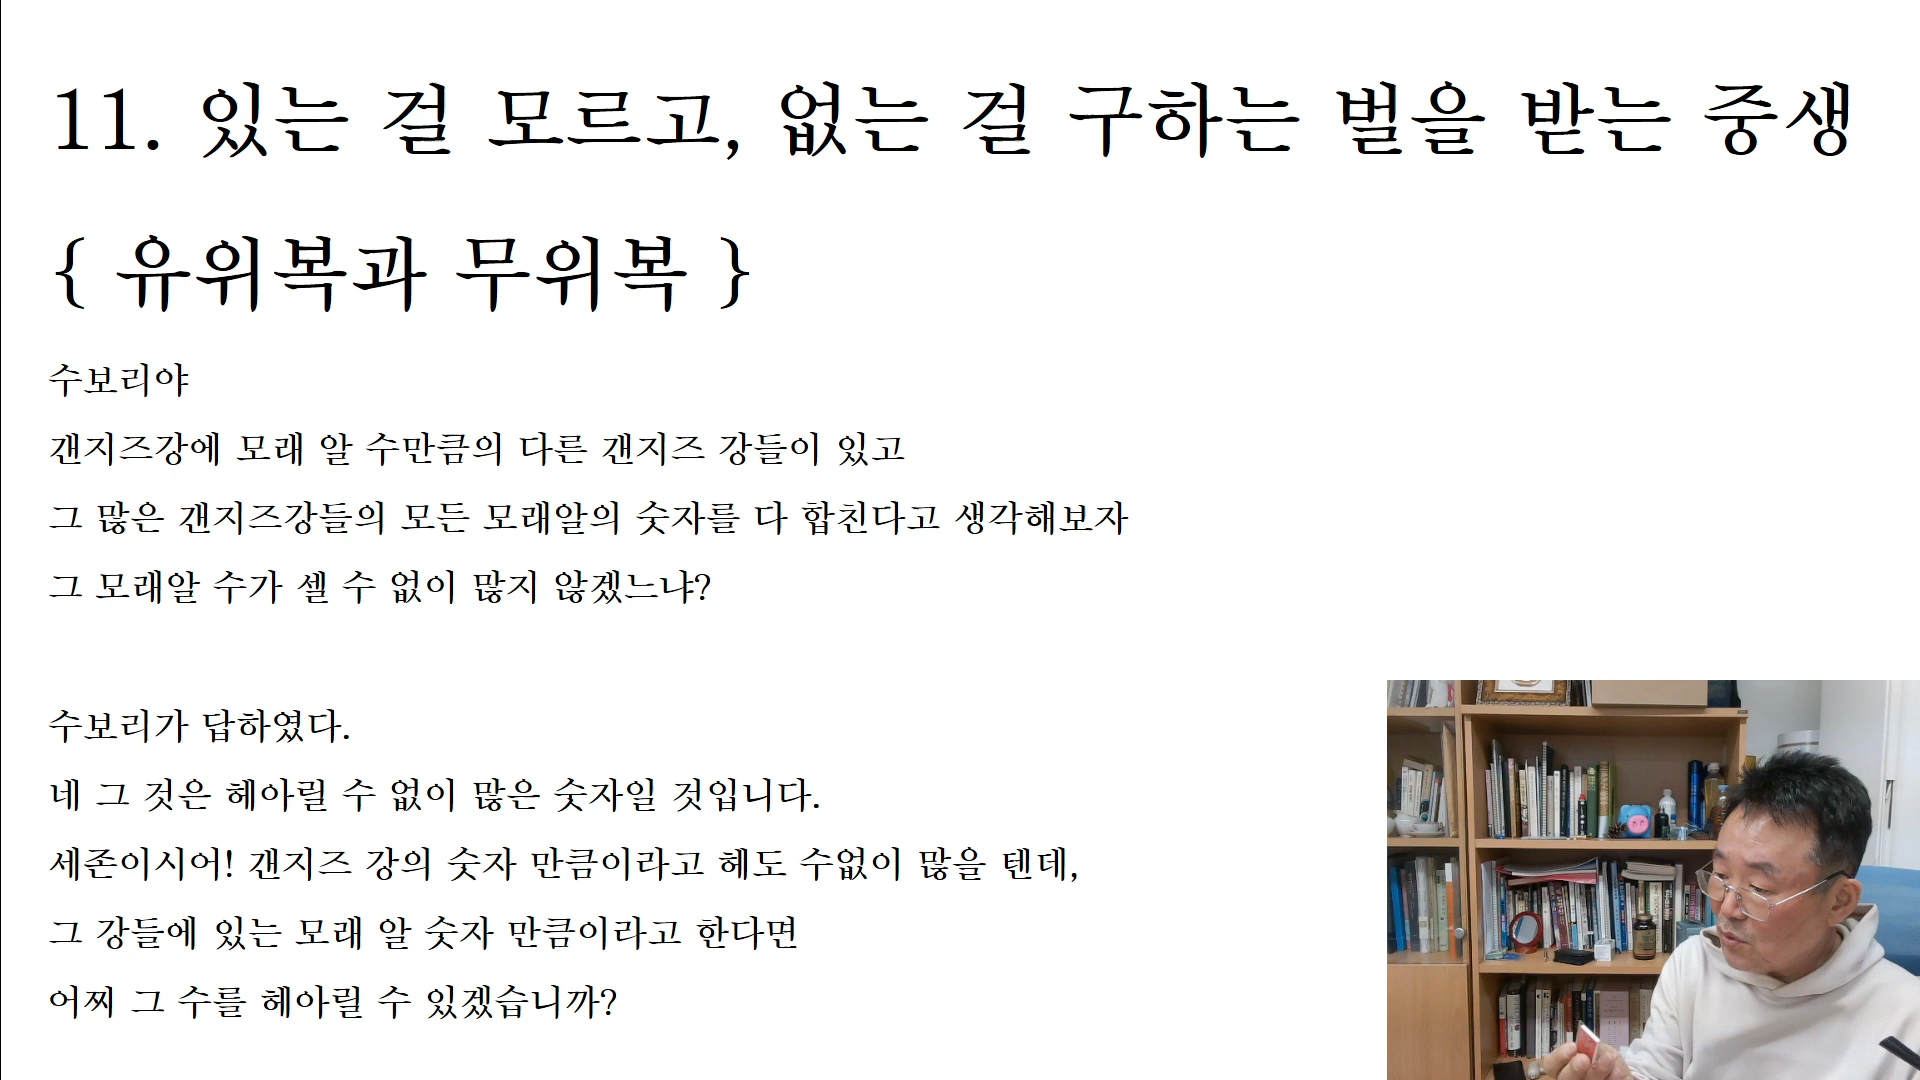 11. 있는 걸 모르고, 없는 걸 구하는 벌을 받는 중생
{ 유위복과 무위복 }
수보리야
갠지즈강에 모래 알 수만큼의 다른 갠지즈 강들이 있고
그 많은 갠지즈강들의 모든 모래알의 숫자를 다 합친다고 생각해보자
그 모래알 수가 셀 수 없이 많지 않겠느냐?
수보리가 답하였다.
네 그 것은 헤아릴 수 없이 많은 숫자일 것입니다.
세존이시어! 갠지즈 강의 숫자 만큼이라고 해도 수없이 많을 텐데,
그 강들에 있는 모래 알 숫자 만큼이라고 한다면
어찌 그 수를 헤아릴 수 있겠습니까?